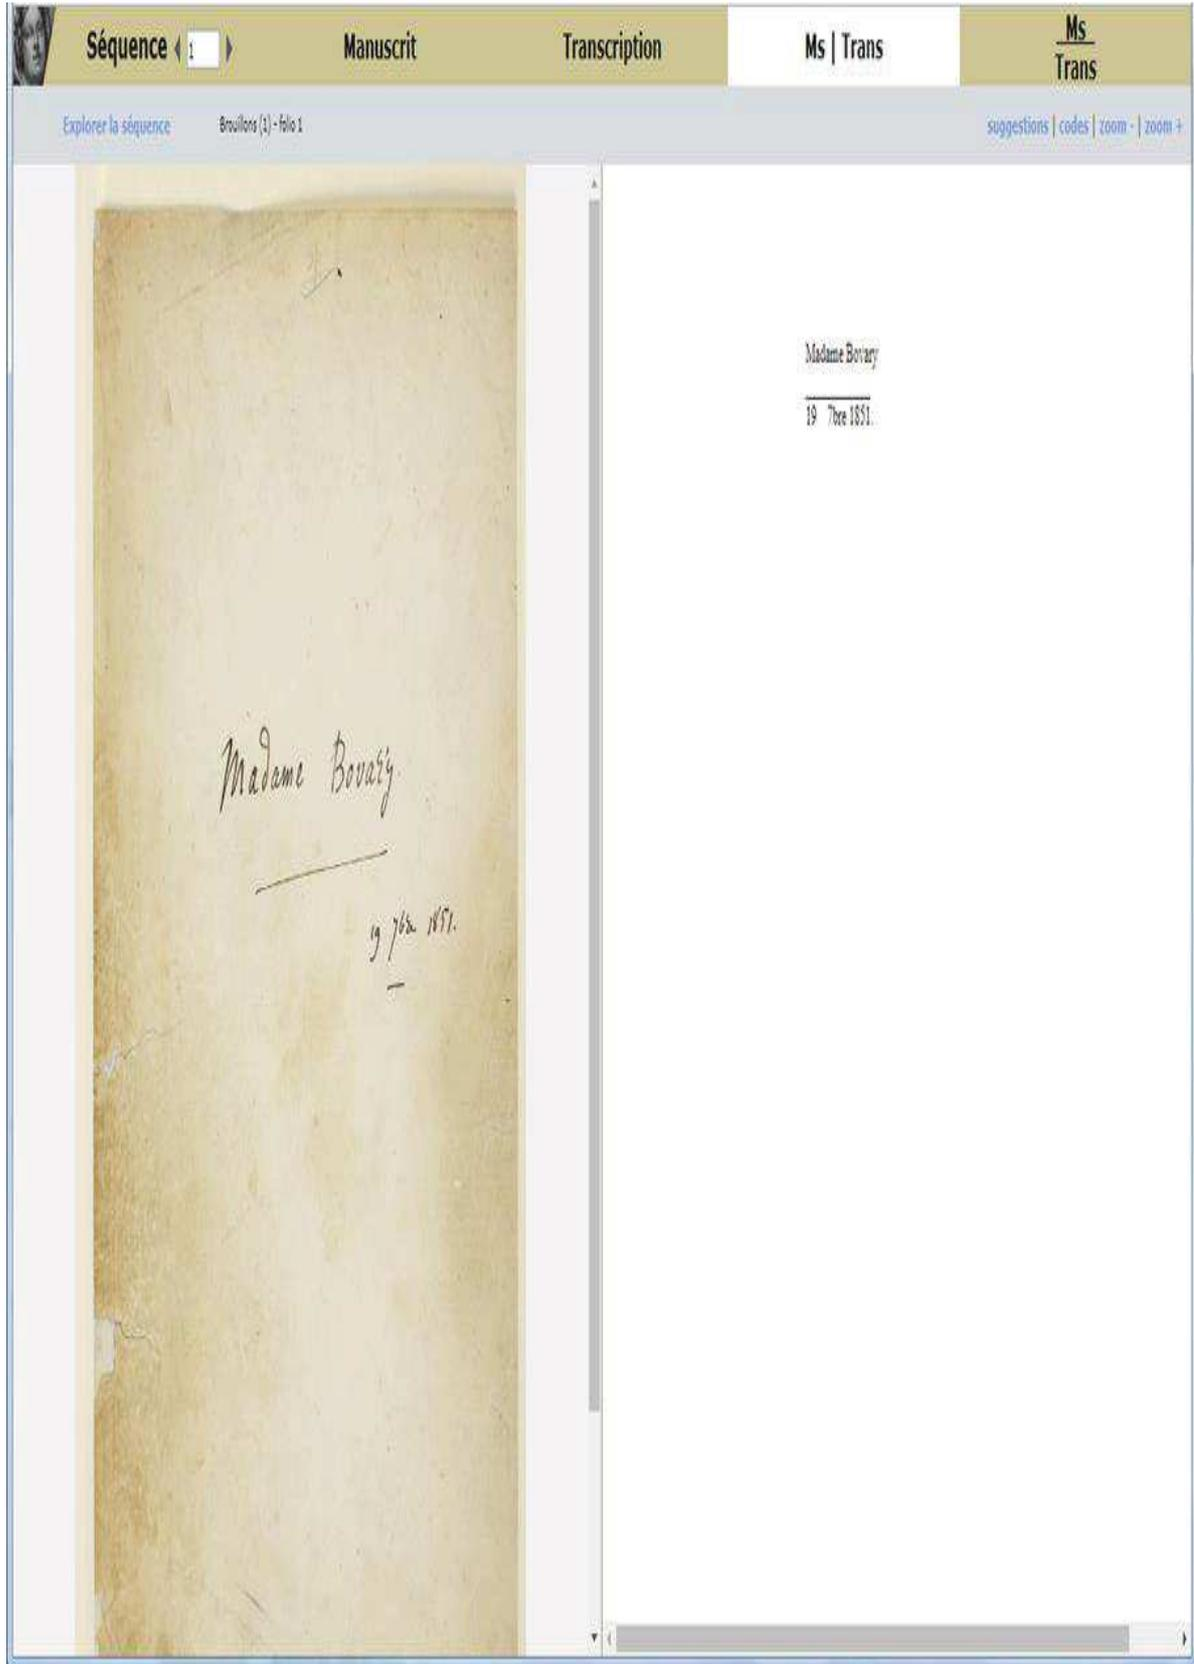 Séquence 1 Manuscrit Transcription Ms | Trans Ms
Trans
Explorer la séquence Brouillons (1) - folio 1 suggestions | codes | zoom - | zoom +
Madame Bovary.
19 7bre 1851.
Madame Bovary
19 7bre 1851.